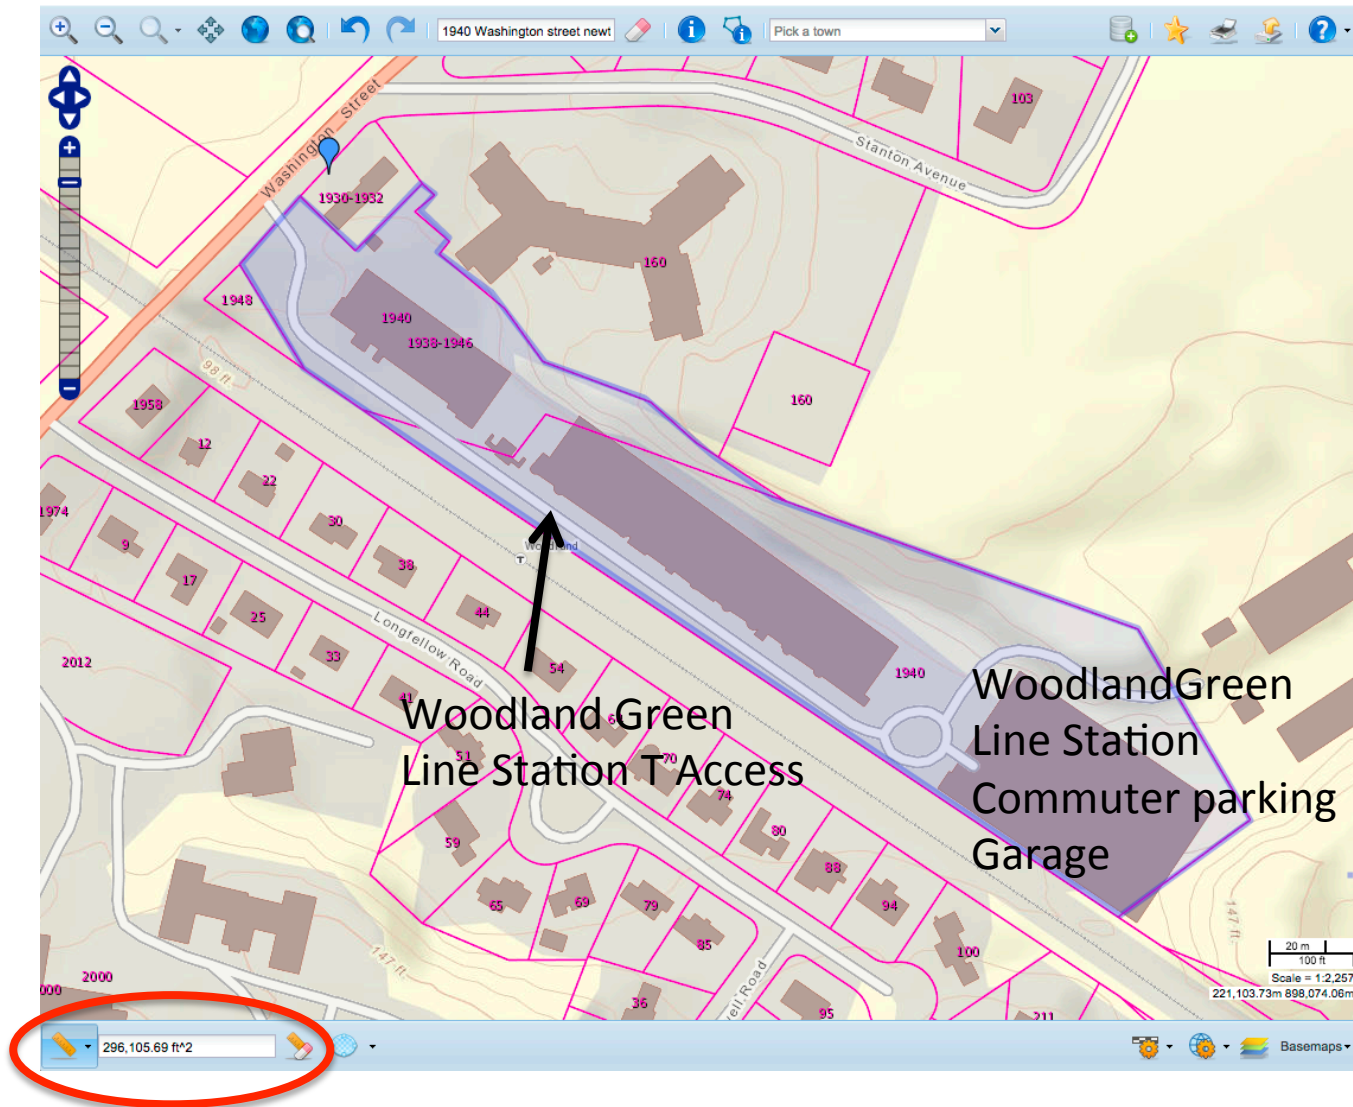 1940 Washington street newt
Pick a town
Washington Street
Stanton Avenue
103
1930-1932
160
1948
1940
1938-1946
98 ft.
160
1958
12
22
30
38
44
54
1974
9
17
25
33
41
51
Woodland
T
Longfellow Road
2012
1940
Woodland Green
Line Station T Access
WoodlandGreen
Line Station
Commuter parking
Garage
70
74
80
88
94
100
59
65
69
79
85
36
95
211
147 ft.
147 ft.
2000
000
20 m
100 ft
Scale = 1:2,257
221,103.73m 898,074.06m
296,105.69 ft^2
Basemaps